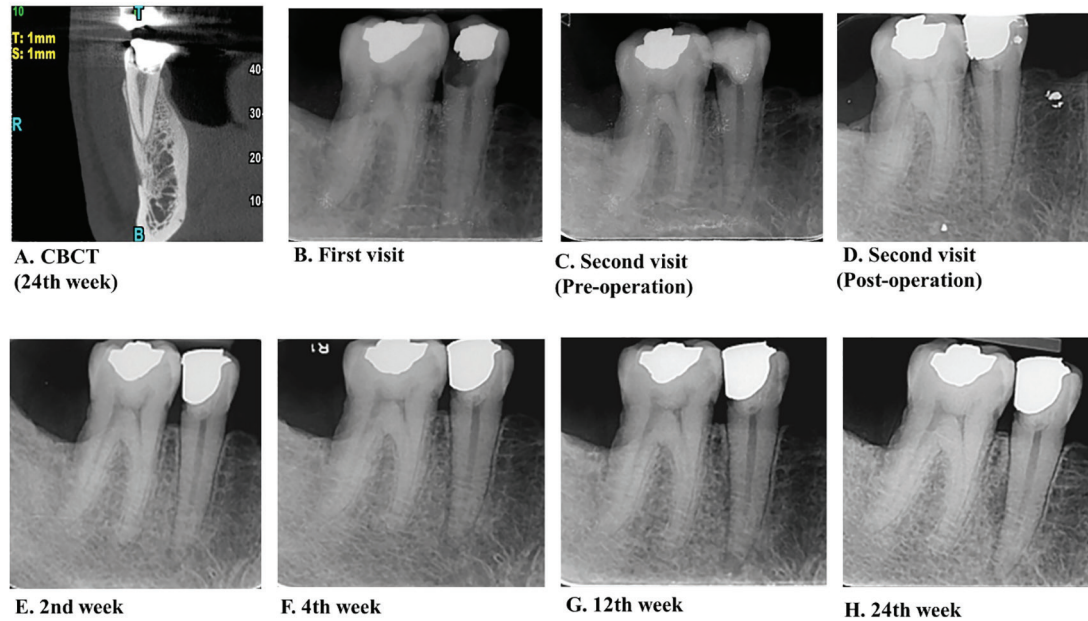 10
T
T: 1mm
S: 1mm
R
40
30
20
10
B
A. CBCT
(24th week)
B. First visit
C. Second visit
(Pre-operation)
D. Second visit
(Post-operation)
R1
E. 2nd week
F. 4th week
G. 12th week
H. 24th week